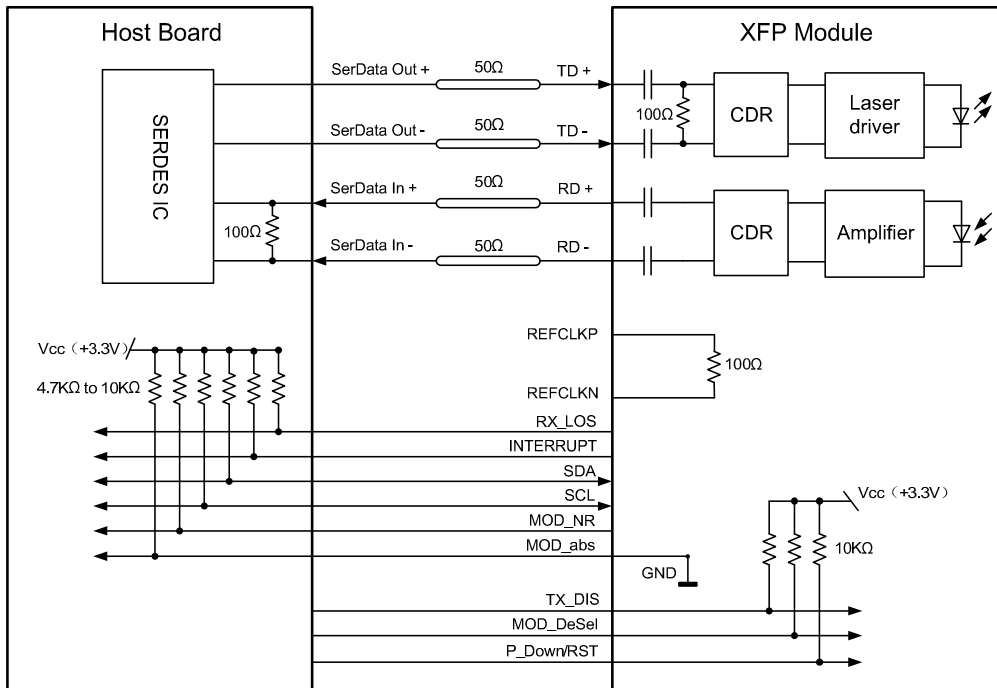 Host Board
XFP Module
SERDES IC
SerData Out +
50Ω
TD +
SerData Out -
50Ω
TD -
100Ω
CDR
Laser
driver
SerData In +
50Ω
RD +
100Ω
SerData In -
50Ω
RD -
CDR
Amplifier
REFCLKP
100Ω
REFCLKN
Vcc（+3.3V）
4.7KΩ to 10KΩ
RX_LOS
INTERRUPT
SDA
SCL
MOD_NR
MOD_abs
GND
Vcc（+3.3V）
10KΩ
TX_DIS
MOD_DeSel
P_Down/RST